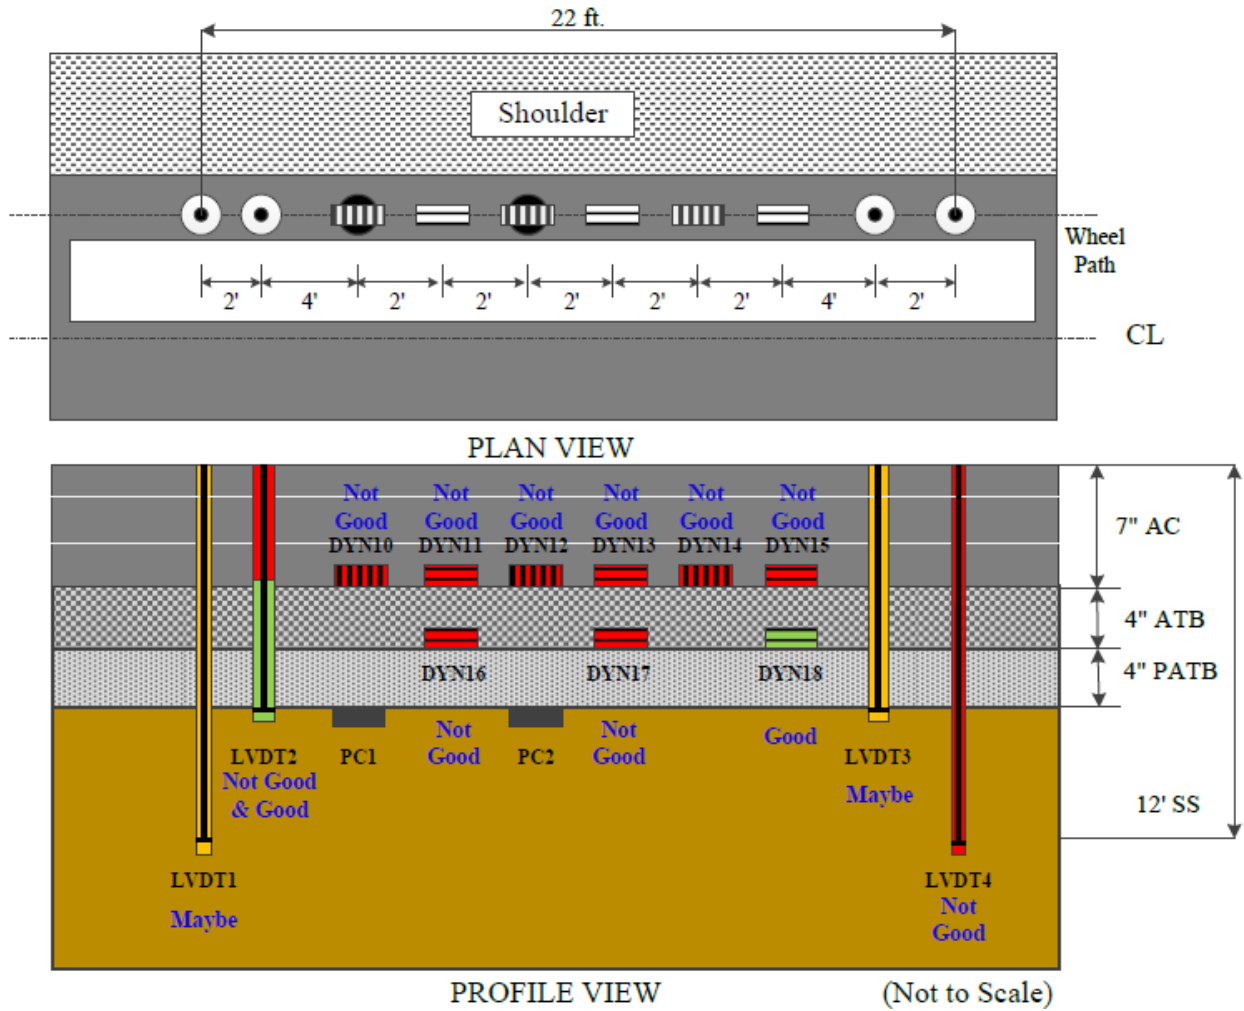 22 ft.
Shoulder
Wheel
Path
2' 4' 2' 2' 2' 2' 2' 4' 2'
CL
PLAN VIEW
Not Not Not Not Not Not
Good Good Good Good Good Good
DYN10 DYN11 DYN12 DYN13 DYN14 DYN15
7" AC
4" ATB
DYN16 DYN17 DYN18
4" PATB
Not Not
Good Good Good
LVDT2 PC1 PC2 LVDT3
Not Good
& Good
Maybe
12' SS
LVDT1 LVDT4
Maybe
Not
Good
PROFILE VIEW
(Not to Scale)